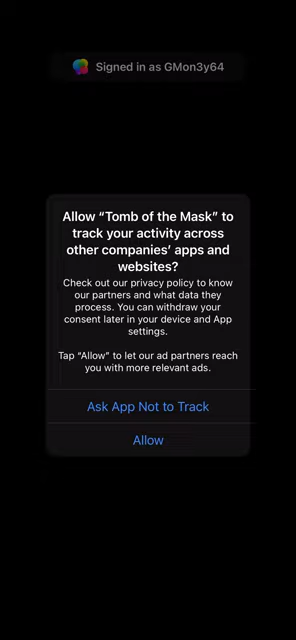 Signed in as GMon3y64
Allow “Tomb of the Mask” to
track your activity across
other companies’ apps and
websites?
Check out our privacy policy to know
our partners and what data they
process. You can withdraw your
consent later in your device and App
settings.
Tap “Allow” to let our ad partners reach
you with more relevant ads.
Ask App Not to Track
Allow